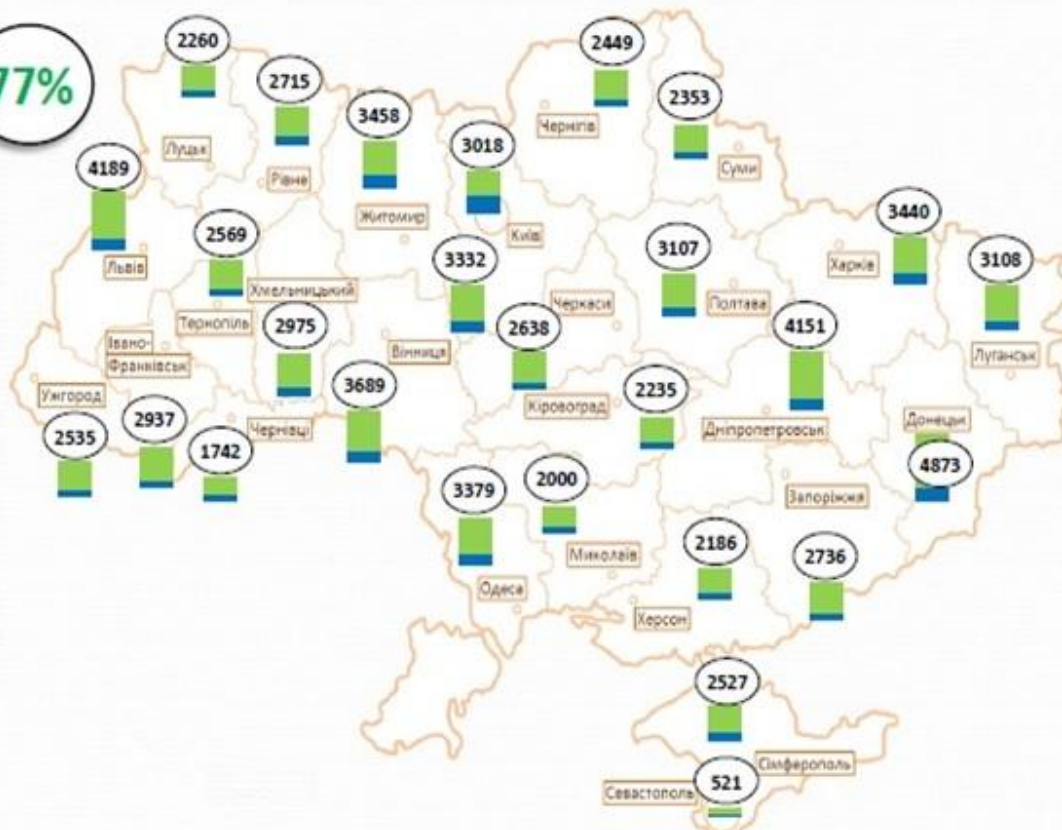 77%
2260
2449
2715
2353
3458
3018
Чернігів
Луцьк
Суми
4189
Рівне
Житомир
3440
2569
Київ
3332
3107
3108
Львів
Харків
Хмельницький
Черкаси
Полтава
Тернопіль
2975
2638
4151
Івано-
Франківськ
Вінниця
Луганськ
3689
2235
Ужгород
Кіровоград
Чернівці
Дніпропетровськ
Донецьк
2535
2937
1742
4873
3379
2000
Запоріжжя
2186
2736
Миколаїв
Одеса
Херсон
2527
Сімферополь
521
Севастополь